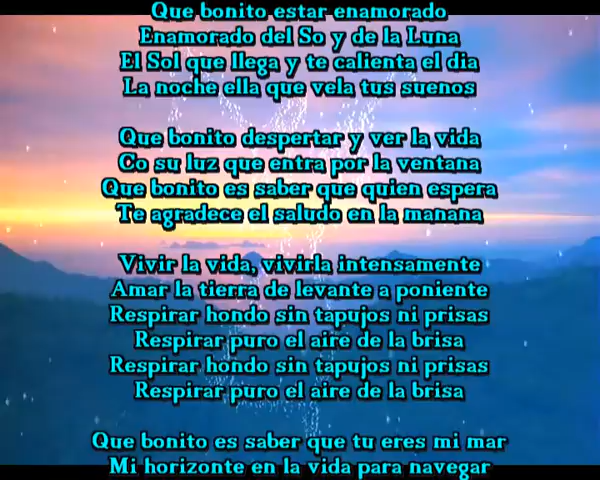 Que bonito estar enamorado
Enamorado del So y de la Luna
El Sol que llega y te calienta el dia
La noche ella que vela tus suenos
Que bonito despertar y ver la vida
Co su luz que entra por la ventana
Que bonito es saber que quien espera
Te agradece el saludo en la manana
Vivir la vida, vivirla intensamente
Amar la tierra de levante a poniente
Respirar hondo sin tapujos ni prisas
Respirar puro el aire de la brisa
Respirar hondo sin tapujos ni prisas
Respirar puro el aire de la brisa
Que bonito es saber que tu eres mi mar
Mi horizonte en la vida para navegar